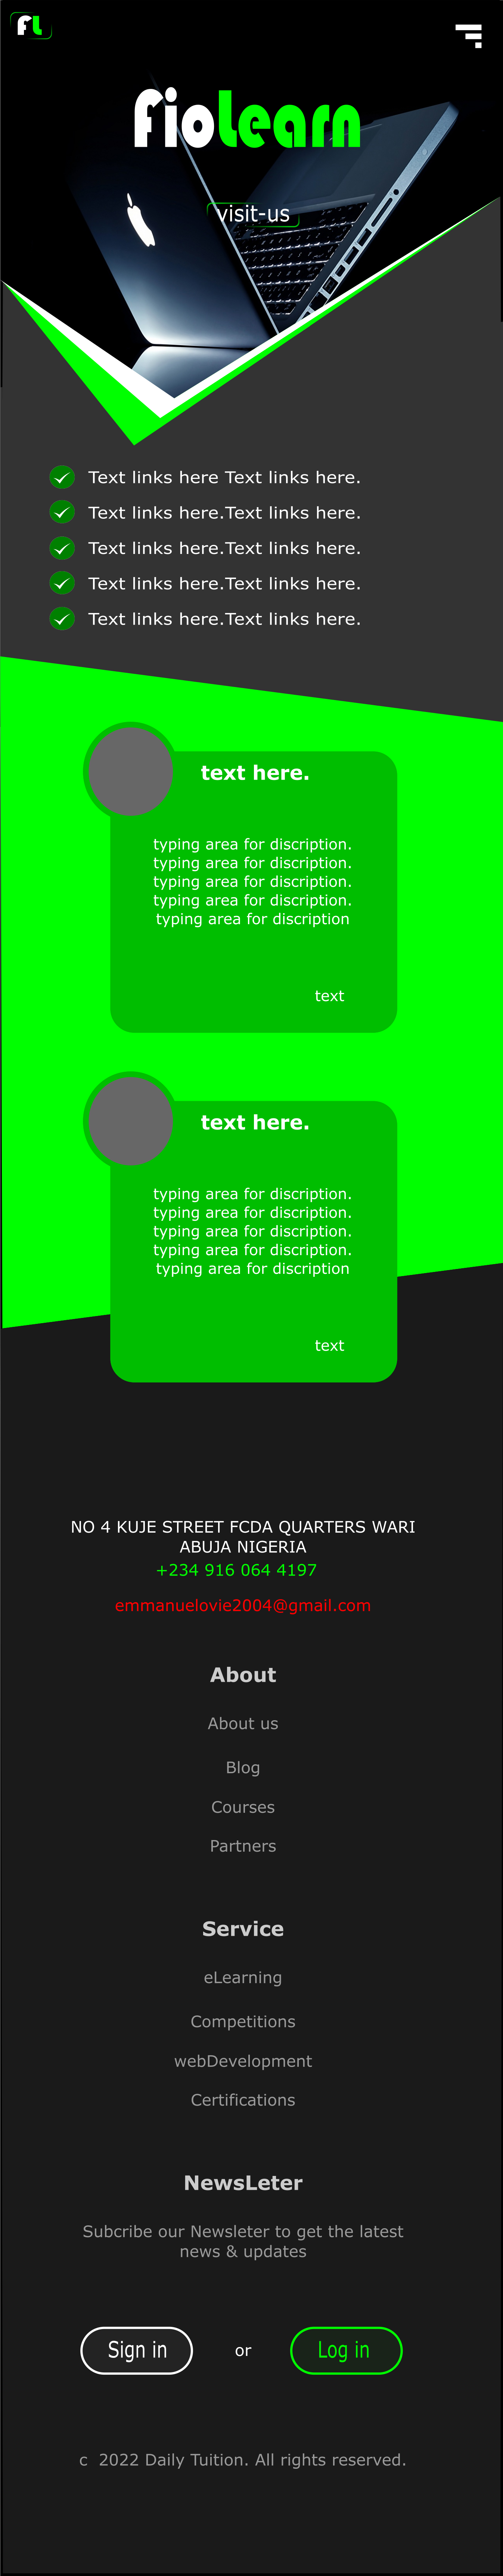 FL
FioLearn
visit-us
Text links here Text links here.
Text links here.Text links here.
Text links here.Text links here.
Text links here.Text links here.
Text links here.Text links here.
text here.
typing area for discription.
typing area for discription.
typing area for discription.
typing area for discription.
typing area for discription
text
text here.
typing area for discription.
typing area for discription.
typing area for discription.
typing area for discription.
typing area for discription
text
NO 4 KUJE STREET FCDA QUARTERS WARI
ABUJA NIGERIA
+234 916 064 4197
emmanuelovie2004@gmail.com
About
About us
Blog
Courses
Partners
Service
eLearning
Competitions
webDevelopment
Certifications
NewsLeter
Subcribe our Newsleter to get the latest
news & updates
Sign in or Log in
c 2022 Daily Tuition. All rights reserved.